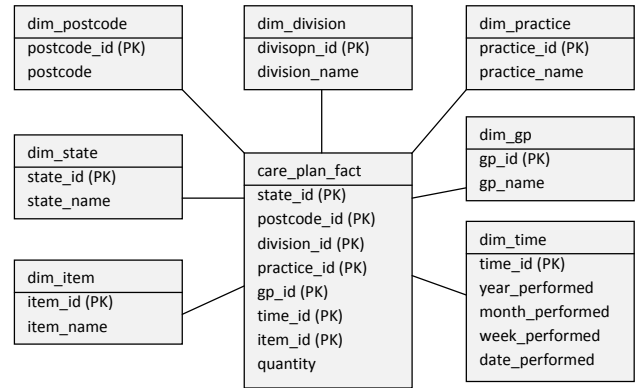 dim_postcode
postcode_id (PK)
postcode
dim_division
divisopn_id (PK)
division_name
dim_practice
practice_id (PK)
practice_name
dim_state
state_id (PK)
state_name
care_plan_fact
state_id (PK)
postcode_id (PK)
division_id (PK)
practice_id (PK)
gp_id (PK)
time_id (PK)
item_id (PK)
quantity
dim_gp
gp_id (PK)
gp_name
dim_item
item_id (PK)
item_name
dim_time
time_id (PK)
year_performed
month_performed
week_performed
date_performed